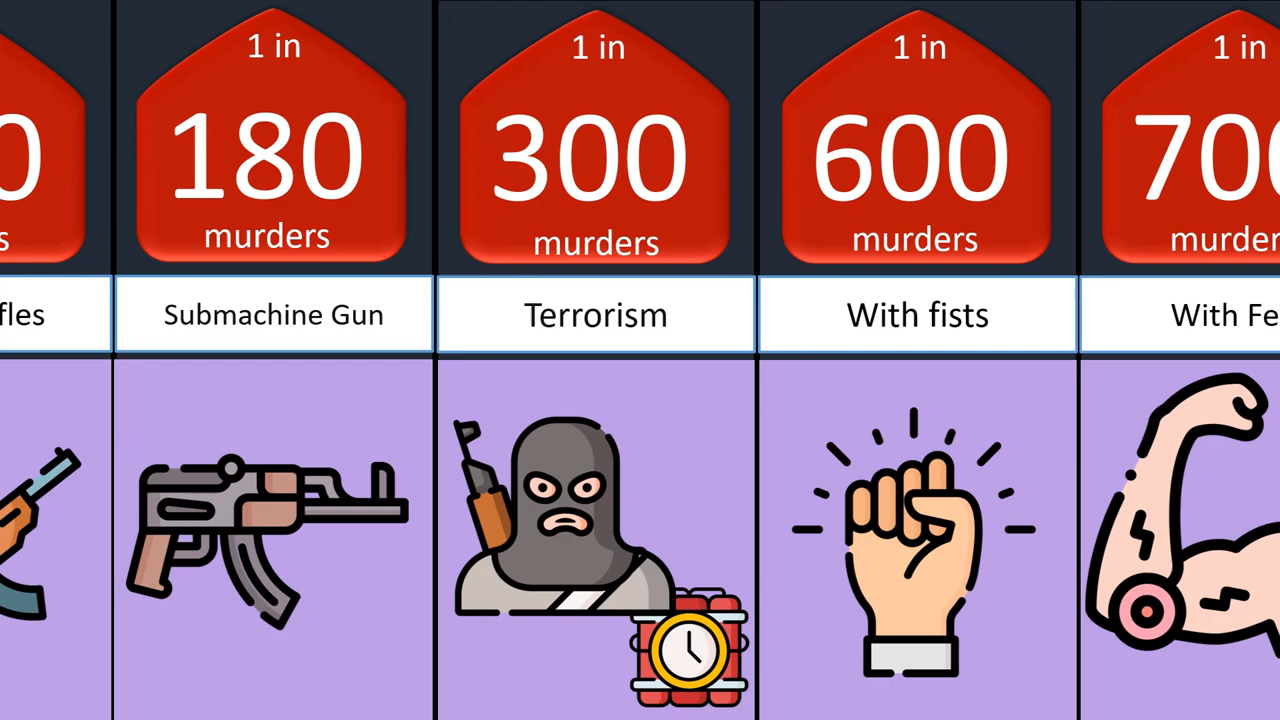 1 in
180
murders
Submachine Gun
1 in
300
murders
Terrorism
1 in
600
murders
With fists
1 in
With